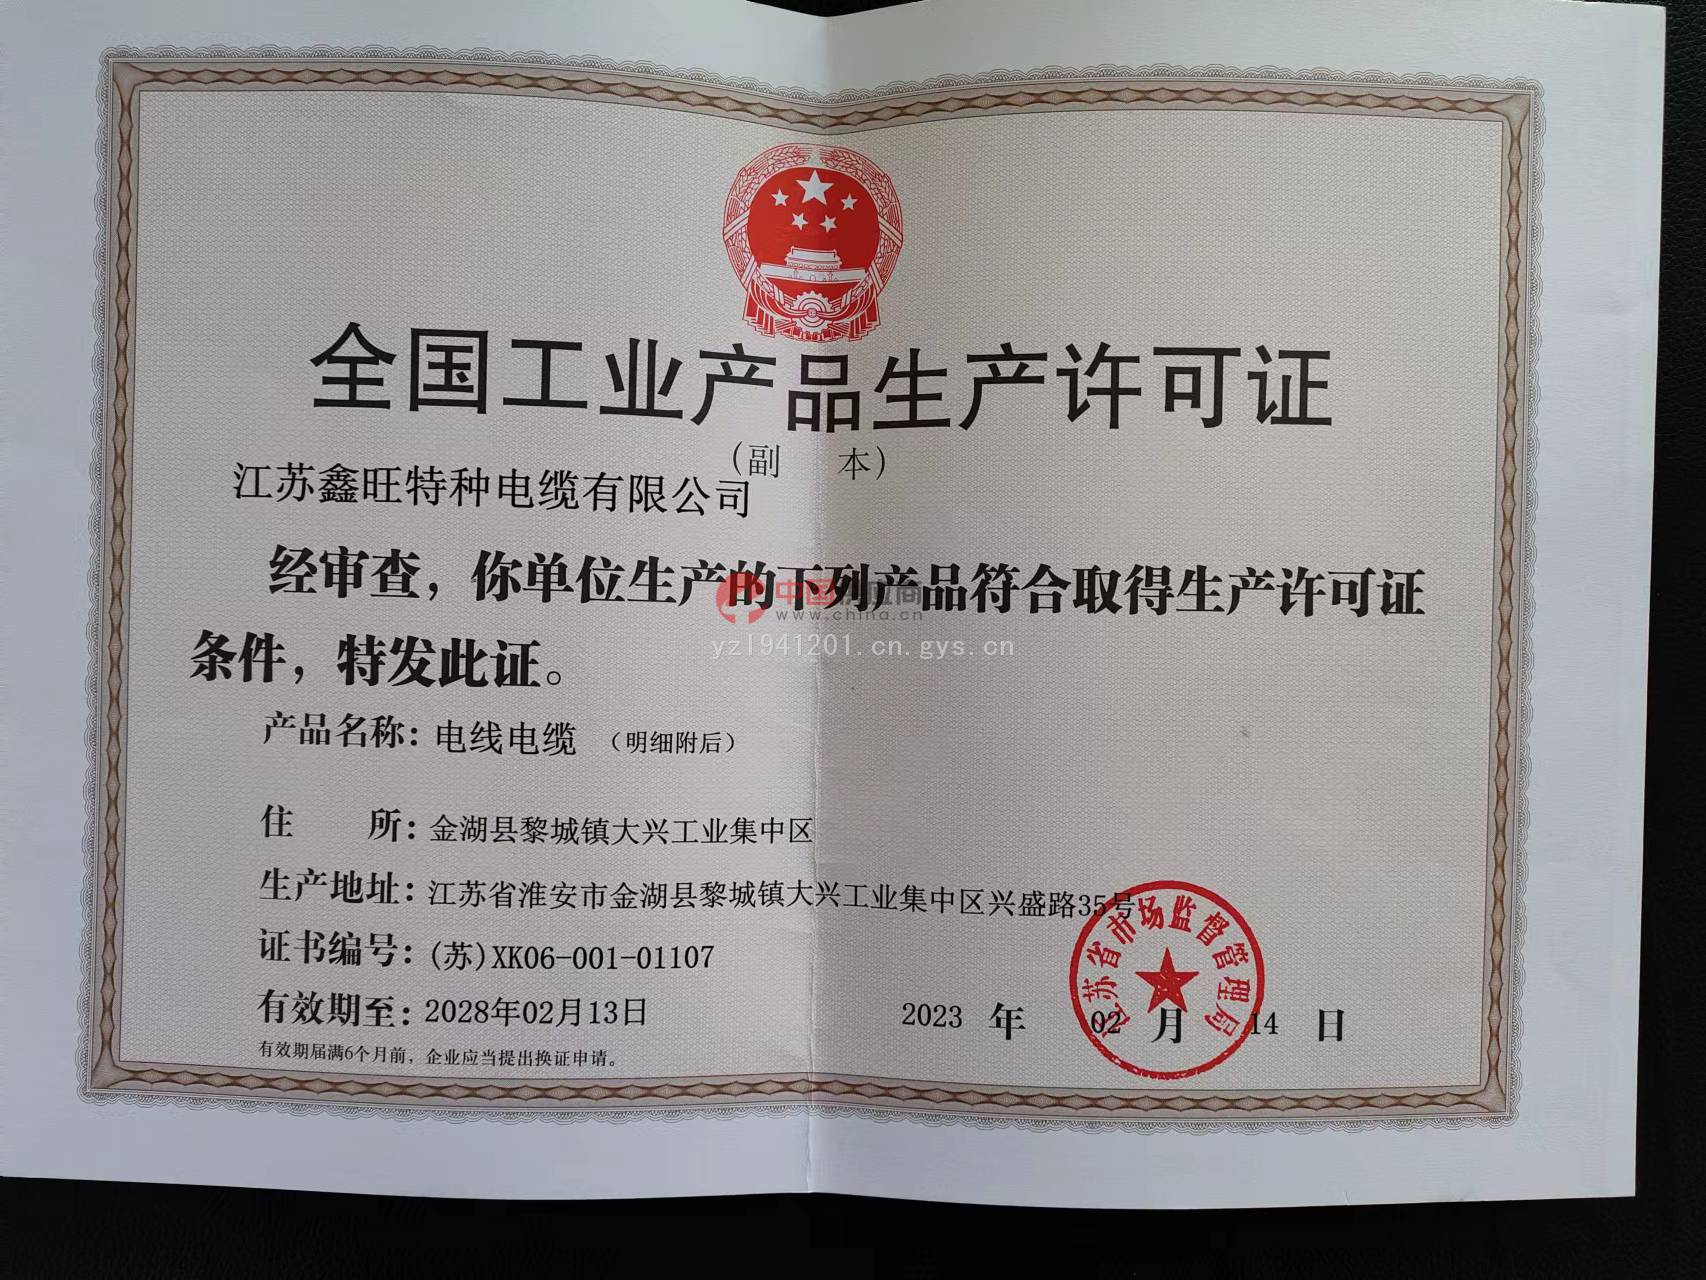 全国工业产品生产许可证
(副 本)
江苏鑫旺特种电缆有限公司
经审查，你单位生产的下列产品符合取得生产许可证
中国供应商
www.china.cn
条件，特发此证。
yzl941201.cn.gys.cn
产品名称：电线电缆 （明细附后）
住 所：金湖县黎城镇大兴工业集中区
生产地址：江苏省淮安市金湖县黎城镇大兴工业集中区兴盛路35号
江苏省市场监督管理局
证书编号：(苏)XK06-001-01107
有效期至：2028年02月13日
2023 年 02 月 14 日
有效期届满6个月前，企业应当提出换证申请。